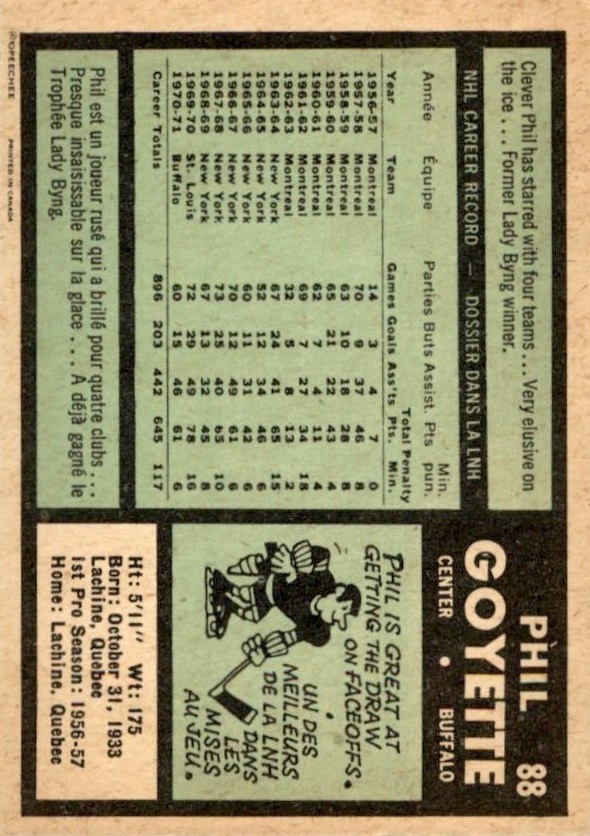 PHIL 88
GOYETTE
CENTER • BUFFALO
Clever Phil has starred with four teams . . . Very elusive on
the ice . . . Former Lady Byng winner.
NHL CAREER RECORD — DOSSIER DANS LA LNH
Année Équipe Parties Buts Assist. Pts Min. pun.
Year Team Games Goals Ass'ts Total Pts. Penalty Min.
1956-57 Montreal 14 3 4 7 0
1957-58 Montreal 70 9 37 46 8
1958-59 Montreal 63 10 18 28 8
1959-60 Montreal 65 21 22 43 4
1960-61 Montreal 62 7 4 11 4
1961-62 Montreal 69 7 27 34 18
1962-63 Montreal 32 5 8 13 2
1963-64 New York 67 24 41 65 15
1964-65 New York 52 12 34 46 6
1965-66 New York 60 11 31 42 6
1966-67 New York 70 12 49 61 6
1967-68 New York 73 25 40 65 10
1968-69 New York 67 13 32 45 8
1969-70 St. Louis 72 29 49 78 16
1970-71 Buffalo 60 15 46 61 6
Career Totals 896 203 442 645 117
Phil est un joueur rusé qui a brillé pour quatre clubs . . .
Presque insaisissable sur la glace . . . A déjà gagné le
Trophée Lady Byng.
PHIL IS GREAT AT
GETTING THE DRAW
ON FACEOFFS.
UN DES
MEILLEURS
DE LA LNH
DANS
LES
MISES
AU JEU.
Ht: 5'11" Wt: 175
Born: October 31, 1933
Lachine, Quebec
1st Pro Season: 1956-57
Home: Lachine, Quebec
©OPEECHEE PRINTED IN CANADA